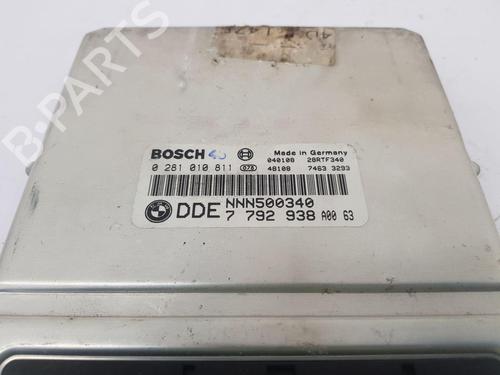 B-PARTS
BOSCH
Made in Germany
040108 28RTF340
0 281 010 811 078 48108 7463 3293
DDE NNN500340
7 792 938 A00 63